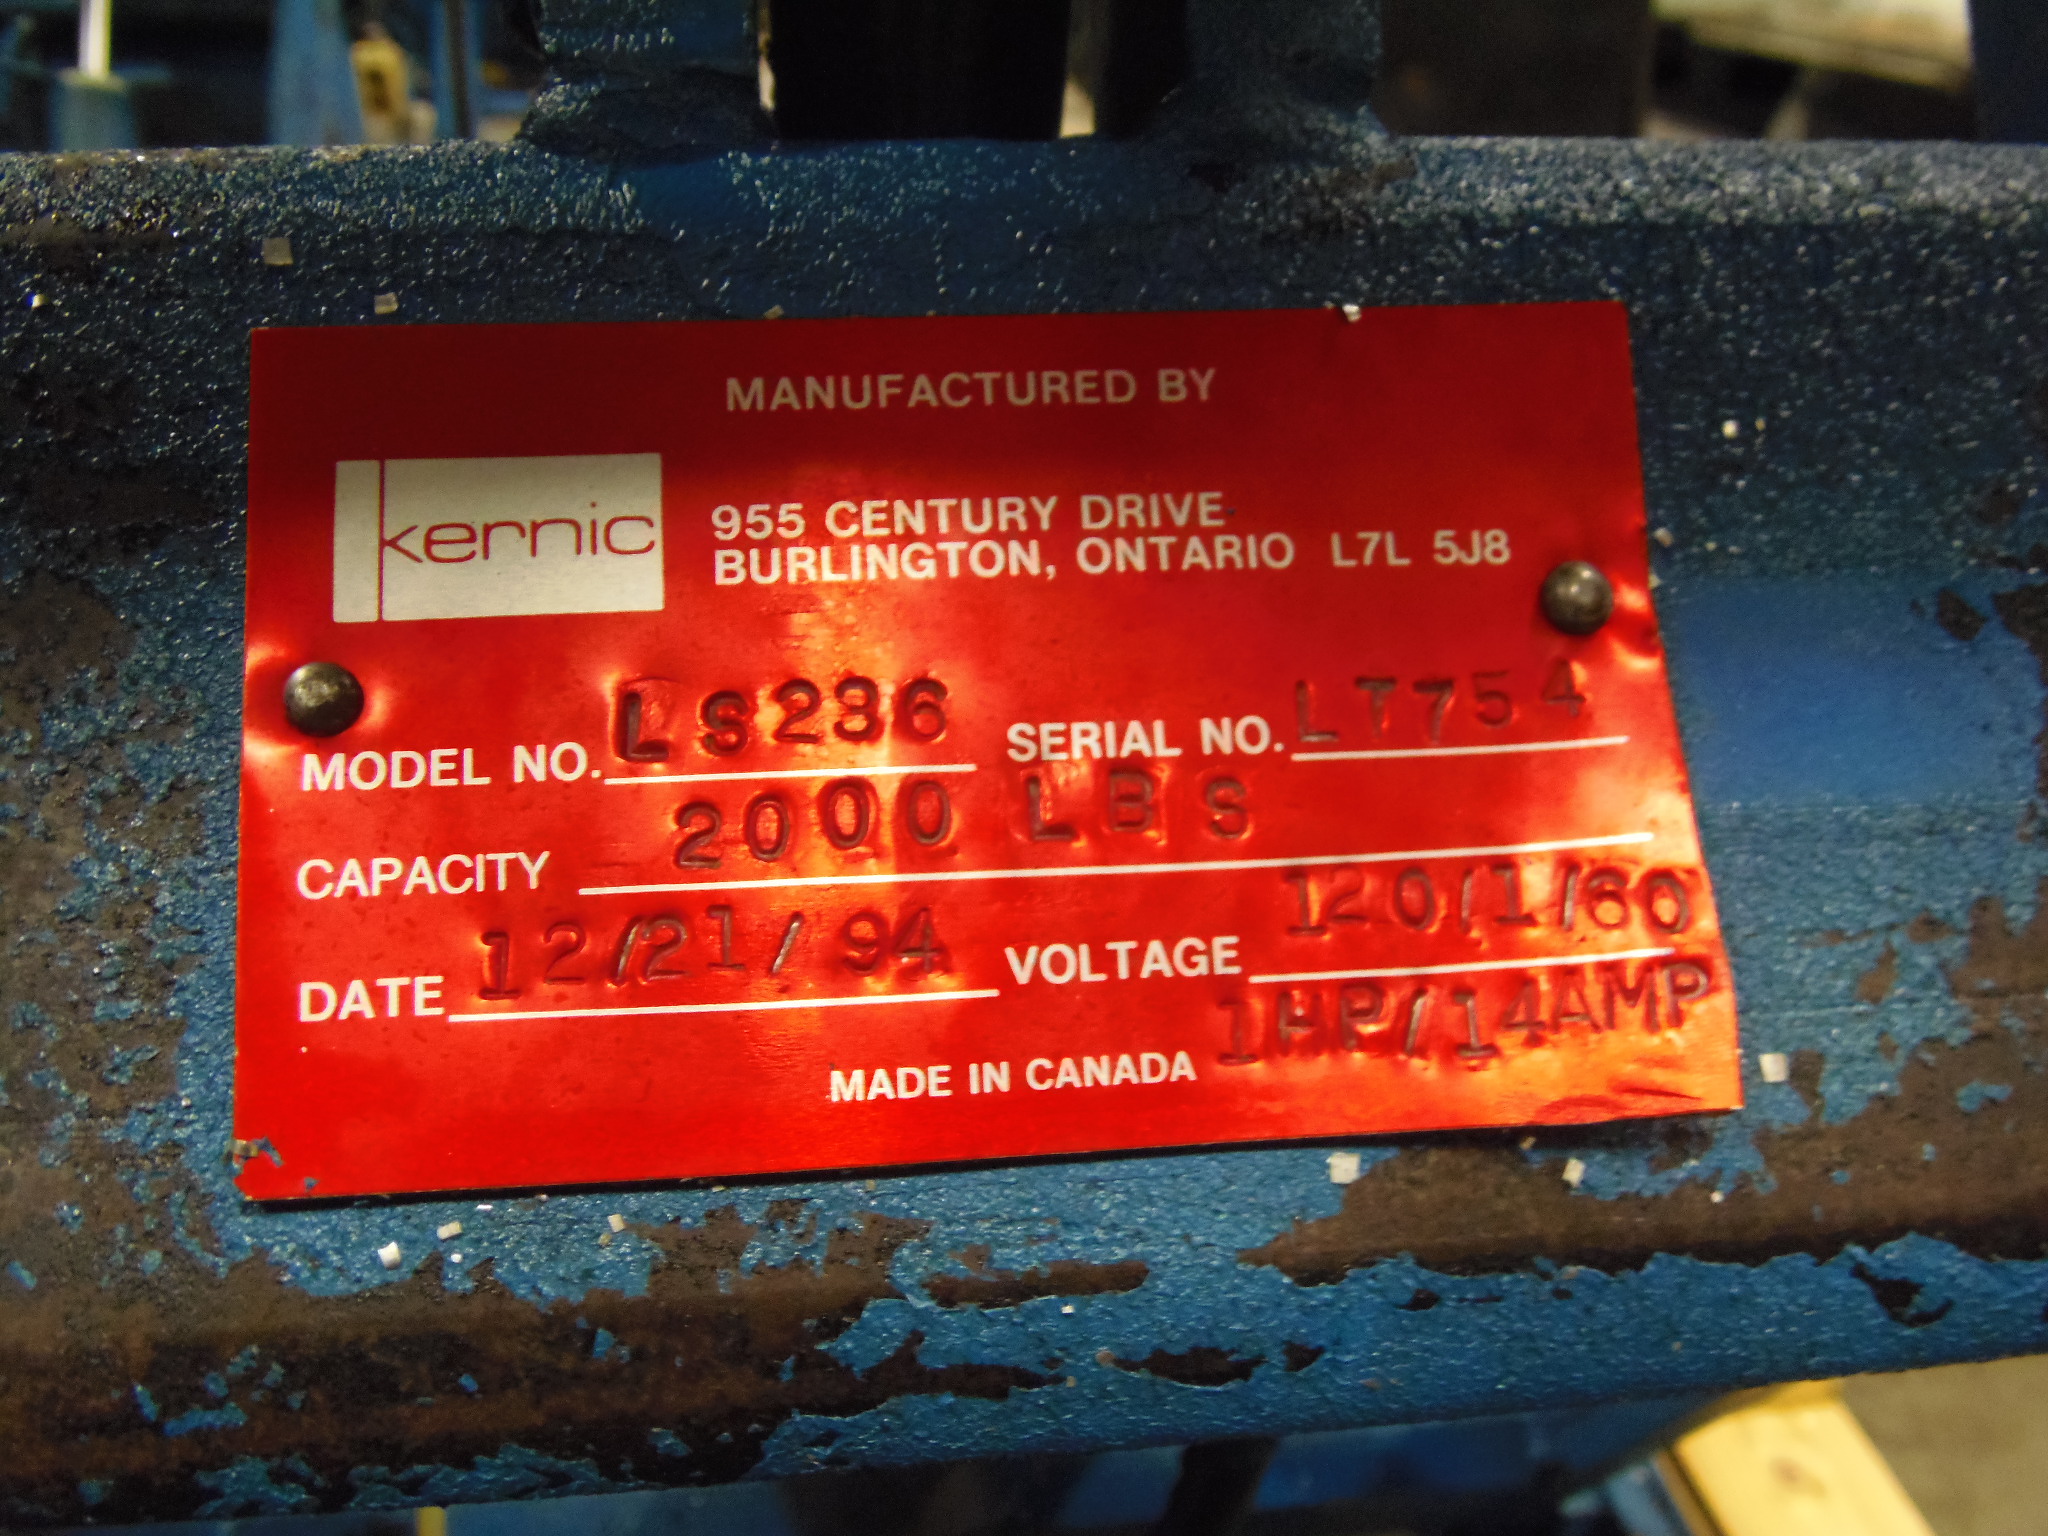 MANUFACTURED BY
kernic
955 CENTURY DRIVE
BURLINGTON, ONTARIO L7L 5J8
MODEL NO. LS236 SERIAL NO. LT754
CAPACITY 2000 LBS
DATE 12/21/94 VOLTAGE 120/1/60
MADE IN CANADA 1HP/14AMP